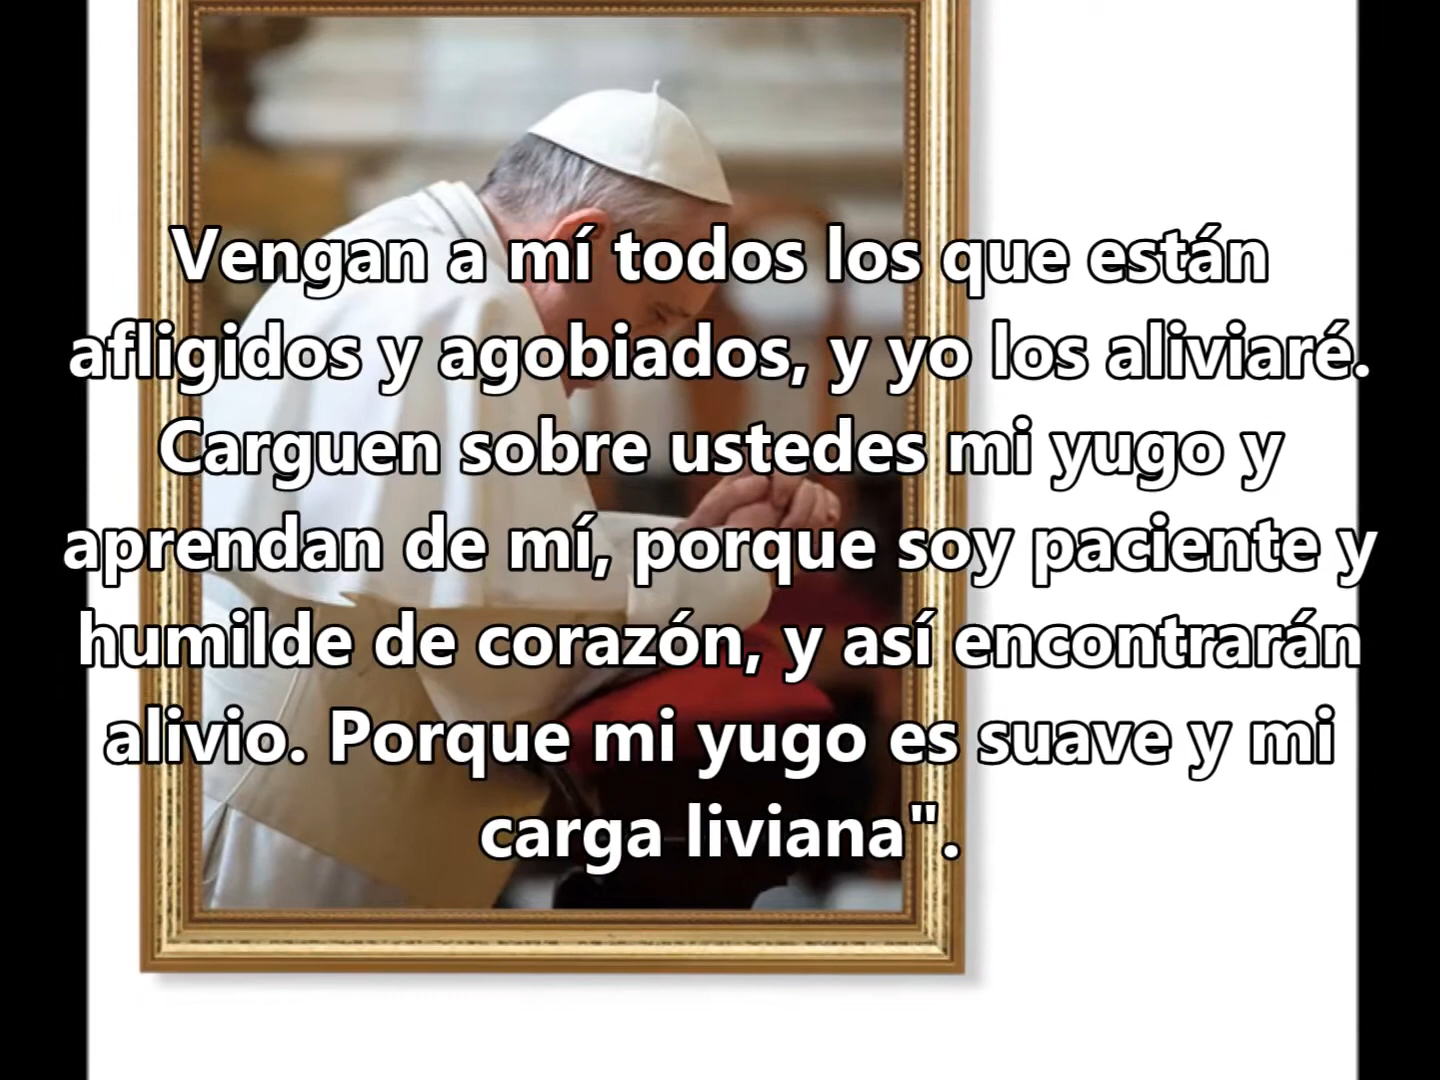 Vengan a mí todos los que están
afligidos y agobiados, y yo los aliviaré.
Carguen sobre ustedes mi yugo y
aprendan de mí, porque soy paciente y
humilde de corazón, y así encontrarán
alivio. Porque mi yugo es suave y mi
carga liviana".